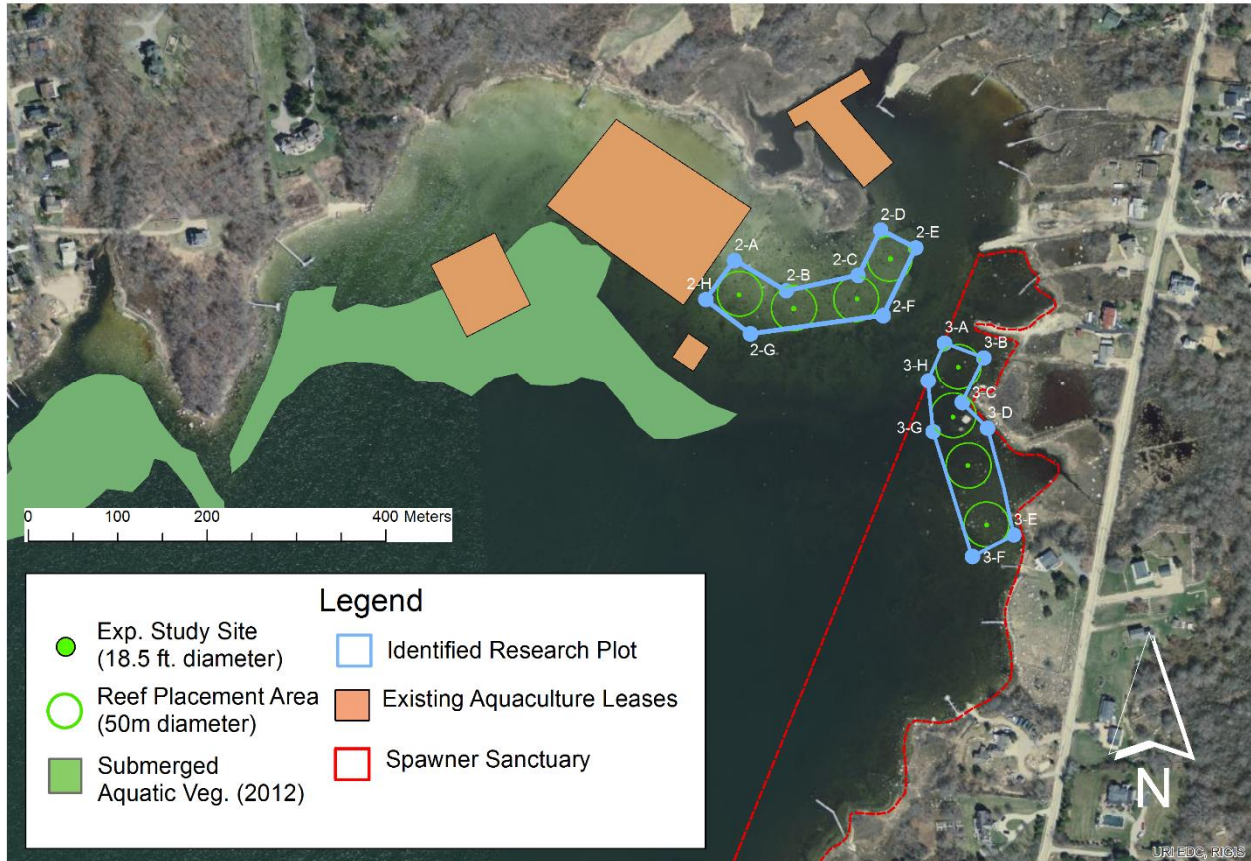 2-D
2-E
2-A
2-C
2-B
2-H
2-F
2-G
3-A
3-B
3-H
3-C
3-D
3-G
3-E
3-F
0 100 200 400 Meters
Legend
Exp. Study Site
(18.5 ft. diameter)
Reef Placement Area
(50m diameter)
Submerged
Aquatic Veg. (2012)
Identified Research Plot
Existing Aquaculture Leases
Spawner Sanctuary
N
URI EDC, RIGIS